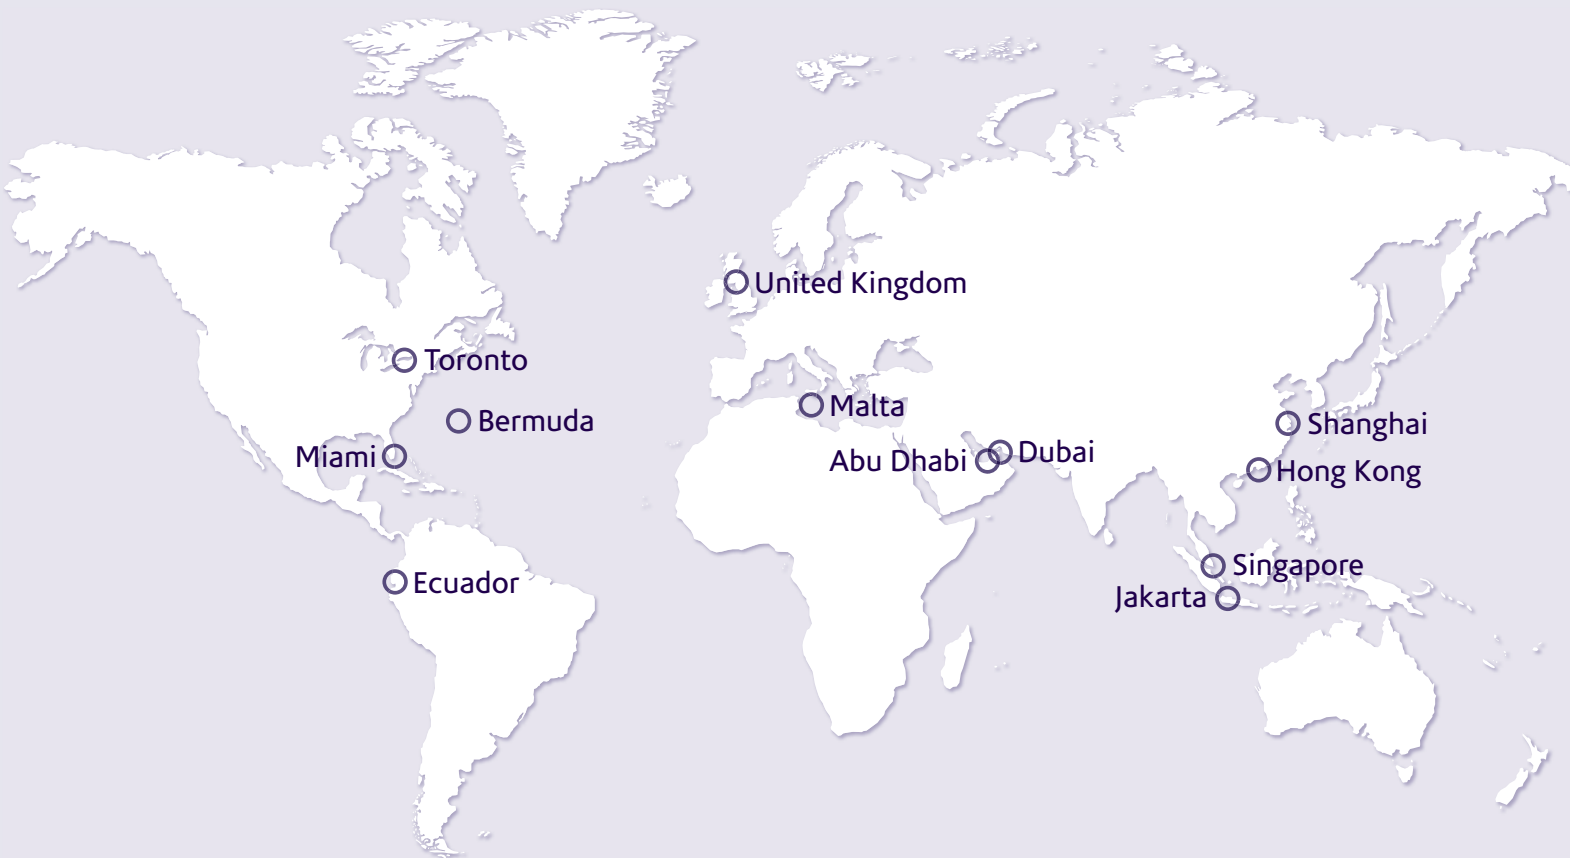 United Kingdom
Toronto
Malta
Bermuda
Shanghai
Dubai
Miami
Abu Dhabi
Hong Kong
Singapore
Ecuador
Jakarta